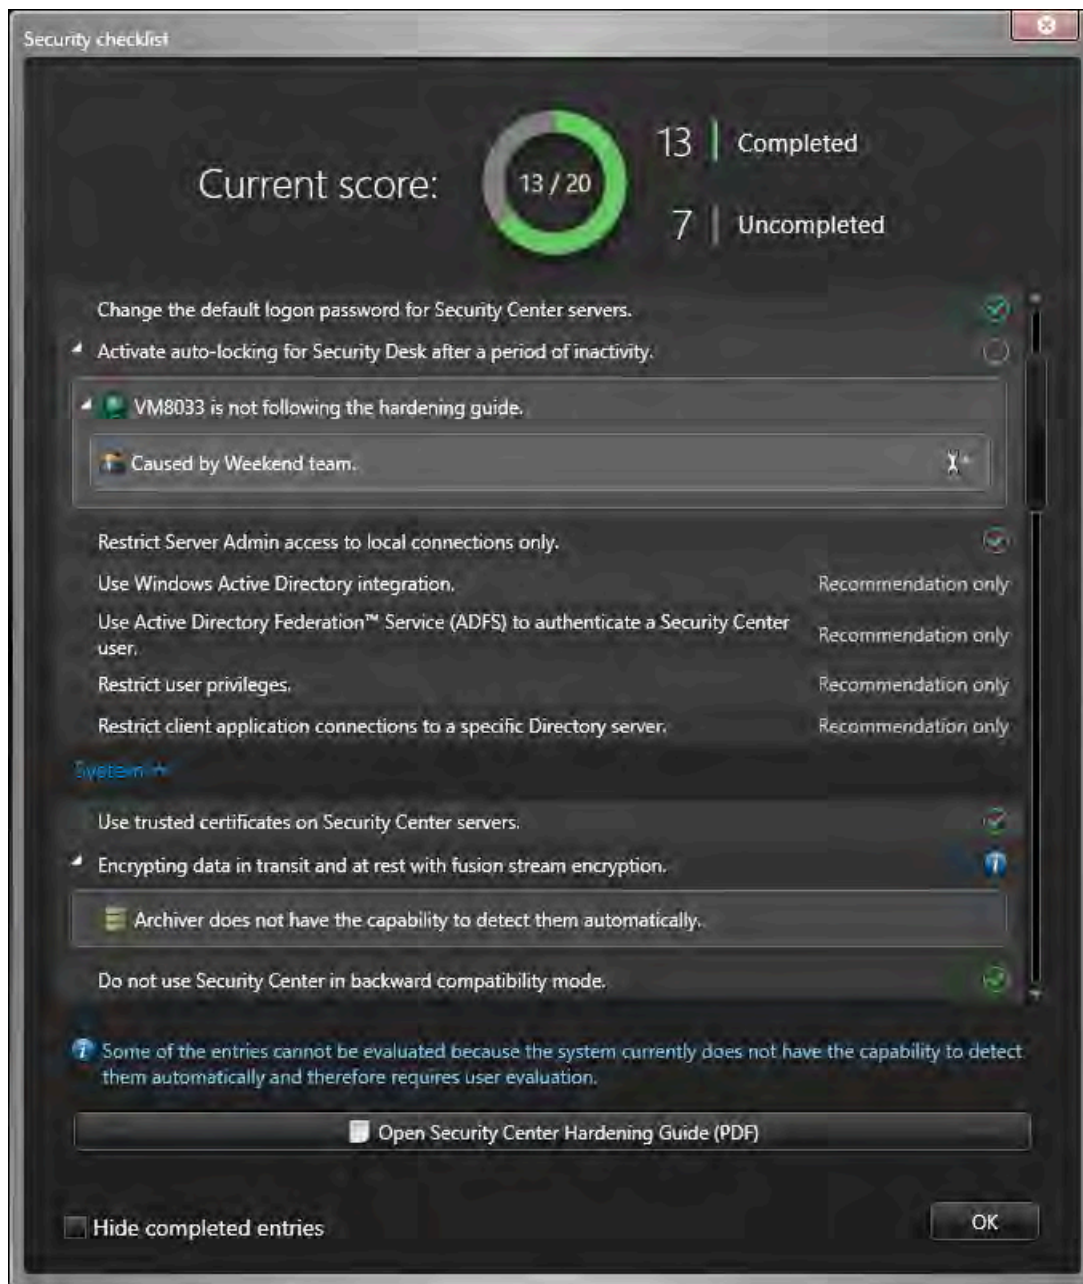 Security checklist
Current score:
13 / 20
13 Completed
7 Uncompleted
Change the default logon password for Security Center servers.
Activate auto-locking for Security Desk after a period of inactivity.
VM8033 is not following the hardening guide.
Caused by Weekend team.
Restrict Server Admin access to local connections only.
Use Windows Active Directory integration. Recommendation only
Use Active Directory Federation™ Service (ADFS) to authenticate a Security Center
user. Recommendation only
Restrict user privileges. Recommendation only
Restrict client application connections to a specific Directory server. Recommendation only
System
Use trusted certificates on Security Center servers.
Encrypting data in transit and at rest with fusion stream encryption.
Archiver does not have the capability to detect them automatically.
Do not use Security Center in backward compatibility mode.
Some of the entries cannot be evaluated because the system currently does not have the capability to detect
them automatically and therefore requires user evaluation.
Open Security Center Hardening Guide (PDF)
Hide completed entries
OK